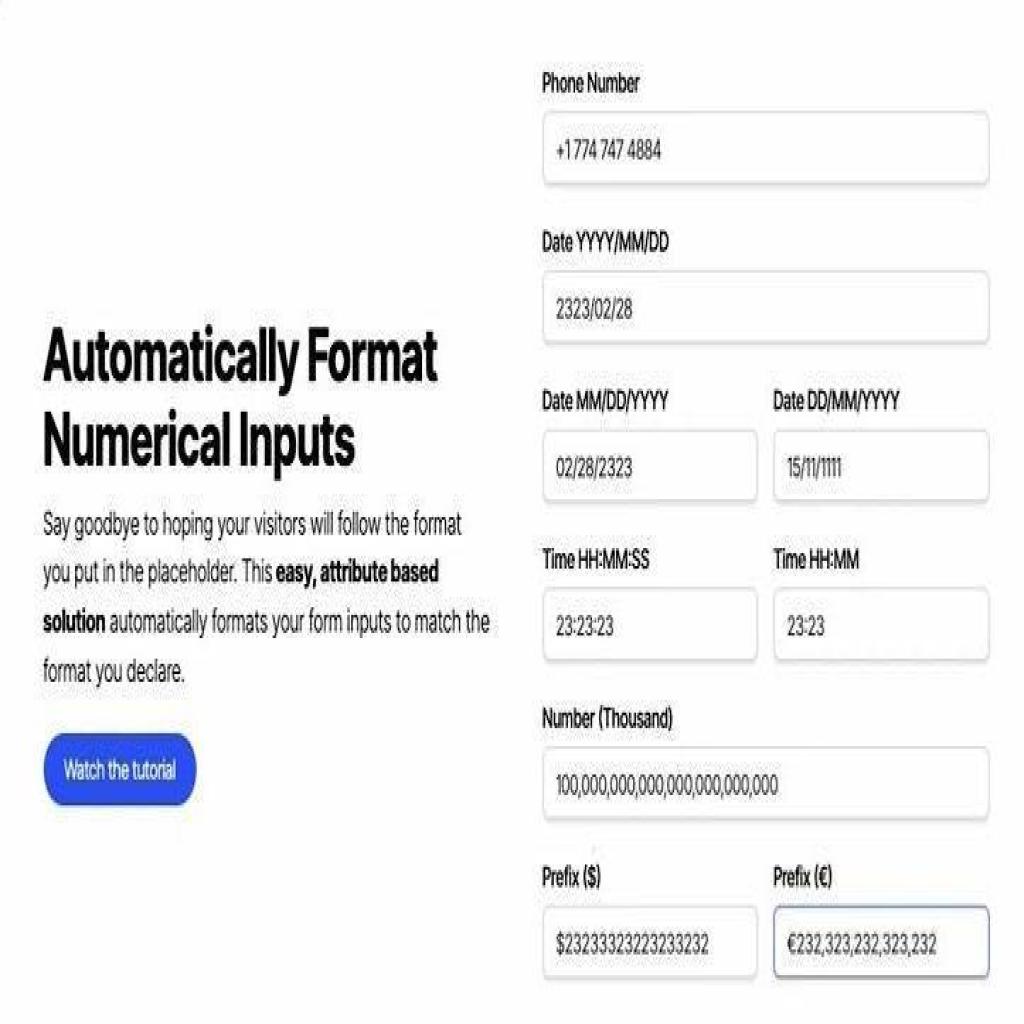 Automatically Format
Numerical Inputs
Say goodbye to hoping your visitors will follow the format
you put in the placeholder. This easy, attribute based
solution automatically formats your form inputs to match the
format you declare.
Watch the tutorial
Phone Number
+1 774 747 4884
Date YYYY/MM/DD
2323/02/28
Date MM/DD/YYYY
02/28/2323
Date DD/MM/YYYY
15/11/1111
Time HH:MM:SS
23:23:23
Time HH:MM
23:23
Number (Thousand)
100,000,000,000,000,000,000,000
Prefix ($)
$23233323223233232
Prefix (€)
€232,323,232,323,232